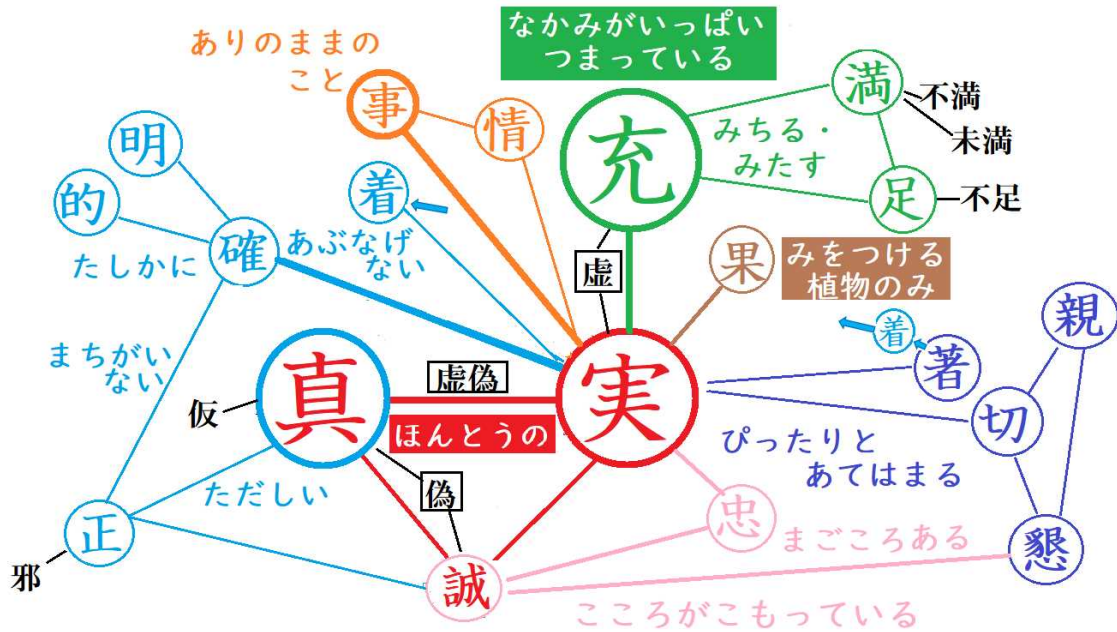 なかみがいっぱい
つまっている
ありのままの
こと
事
情
充
満
不満
未満
みちる・
みたす
足
不足
明
的
確
たしかに
着
あぶなげ
ない
虚
果
みをつける
植物のみ
まちがい
ない
真
仮
虚偽
ほんとうの
実
着
著
親
切
ぴったりと
あてはまる
懇
ただしい
偽
正
邪
誠
忠
まごころある
こころがこもっている